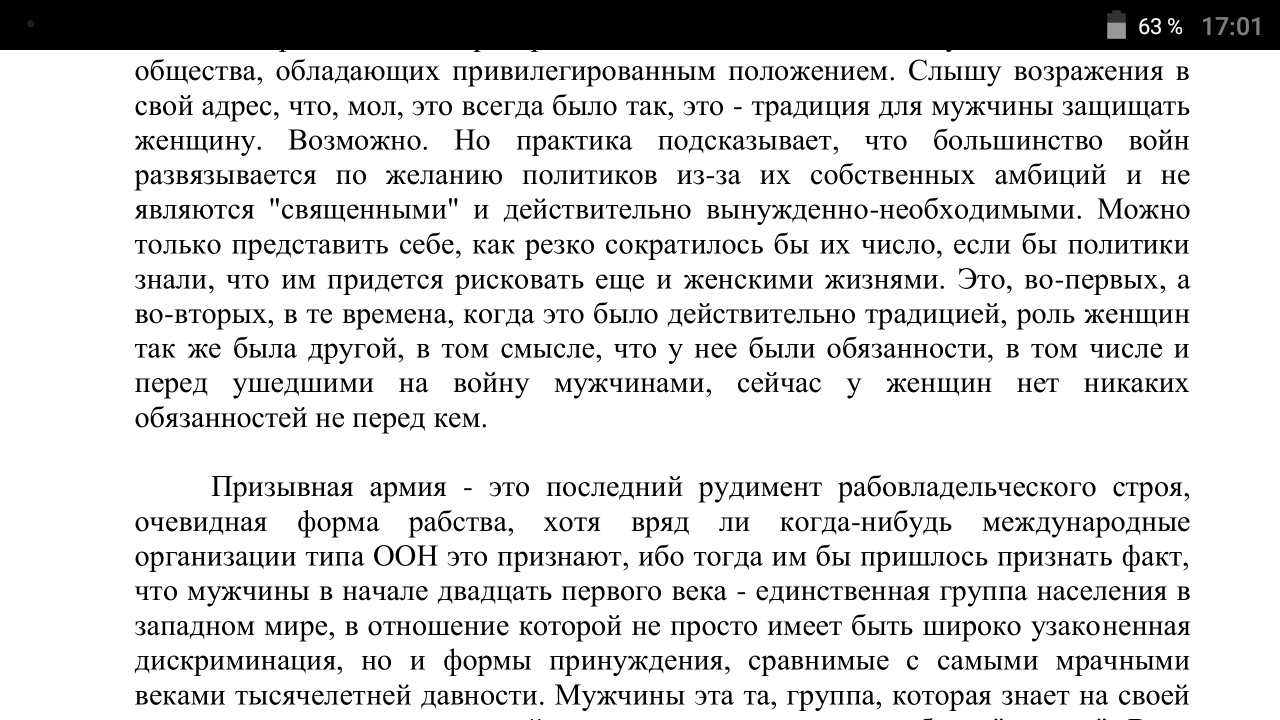 63 % 17:01
общества, обладающих привилегированным положением. Слышу возражения в
свой адрес, что, мол, это всегда было так, это - традиция для мужчины защищать
женщину. Возможно. Но практика подсказывает, что большинство войн
развязывается по желанию политиков из-за их собственных амбиций и не
являются "священными" и действительно вынужденно-необходимыми. Можно
только представить себе, как резко сократилось бы их число, если бы политики
знали, что им придется рисковать еще и женскими жизнями. Это, во-первых, а
во-вторых, в те времена, когда это было действительно традицией, роль женщин
так же была другой, в том смысле, что у нее были обязанности, в том числе и
перед ушедшими на войну мужчинами, сейчас у женщин нет никаких
обязанностей не перед кем.
Призывная армия - это последний рудимент рабовладельческого строя,
очевидная форма рабства, хотя вряд ли когда-нибудь международные
организации типа ООН это признают, ибо тогда им бы пришлось признать факт,
что мужчины в начале двадцать первого века - единственная группа населения в
западном мире, в отношение которой не просто имеет быть широко узаконенная
дискриминация, но и формы принуждения, сравнимые с самыми мрачными
веками тысячелетней давности. Мужчины эта та, группа, которая знает на своей